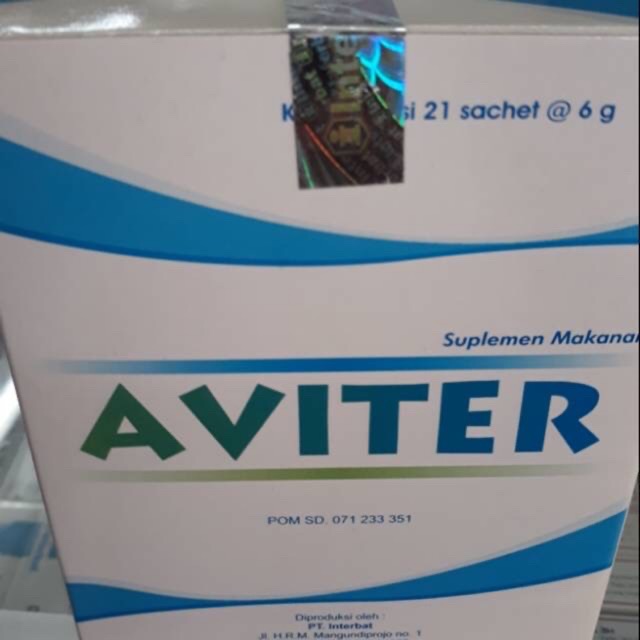 si 21 sachet @ 6 g
Suplemen Makanan
AVITER
POM SD. 071 233 351
Diproduksi oleh :
PT. Interbat
Jl. H.R.M. Mangundiprojo no. 1